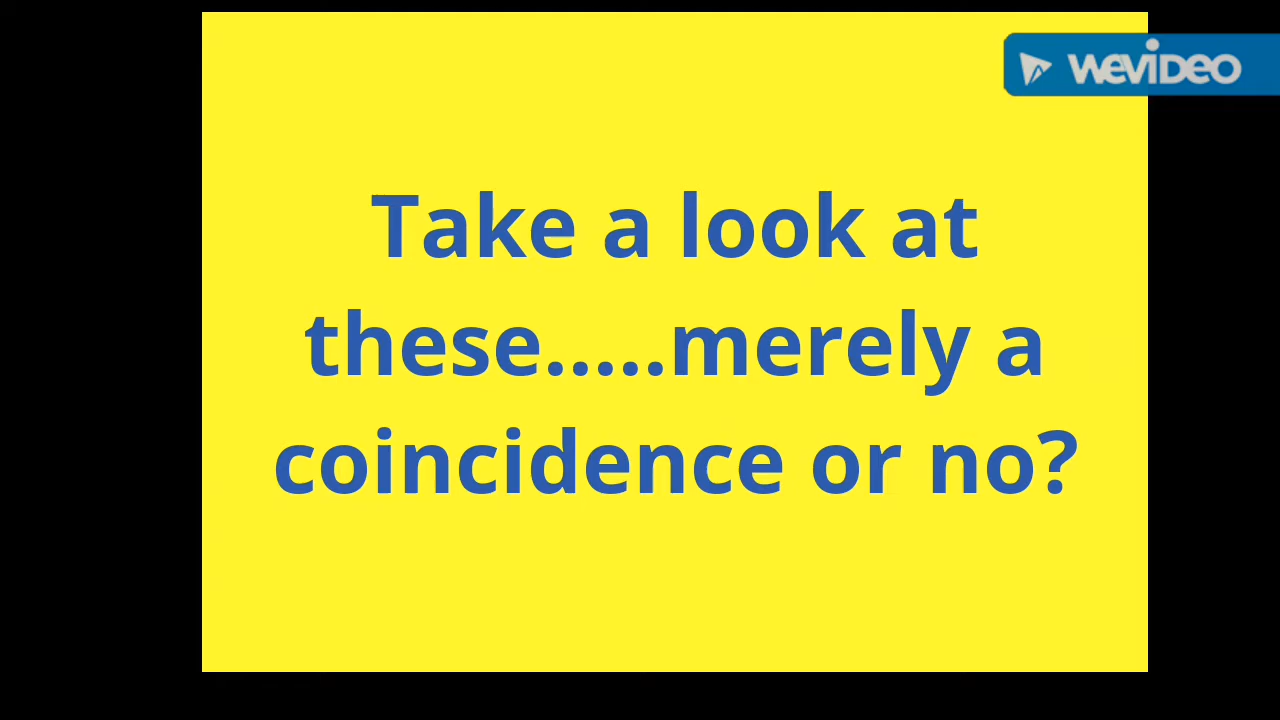 WeVideo
Take a look at
these.....merely a
coincidence or no?